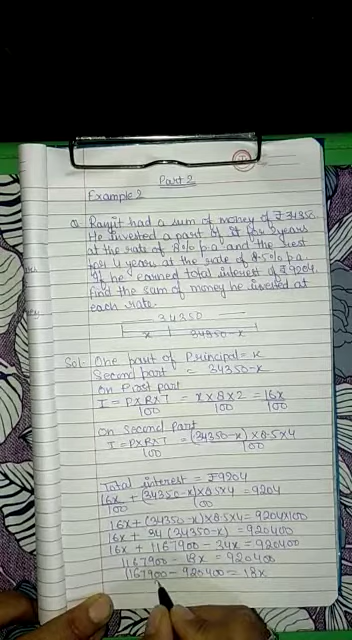 Part 2
Example 2
Q. Ranjit had a sum of money of ₹34350.
He invested a part of it for 2 years
at the rate of 8% p.a and the rest
for 4 years at the rate of 8.5% p.a.
If he earned total interest of ₹9204,
find the sum of money he invested at
each rate.
34350
x 34350-x
Sol:- One part of Principal = x
Second part = 34350-x
On First part
I = PxRxT/100 = x x 8 x 2/100 = 16x/100
On Second Part
I = PxRxT/100 = (34350-x) x 8.5 x 4/100
Total interest = ₹9204
16x/100 + (34350-x) x 8.5 x 4/100 = 9204
16x + (34350-x) x 8.5 x 4 = 9204x100
16x + 34 (34350-x) = 920400
16x + 1167900 - 34x = 920400
1167900 - 18x = 920400
1167900 - 920400 = 18x